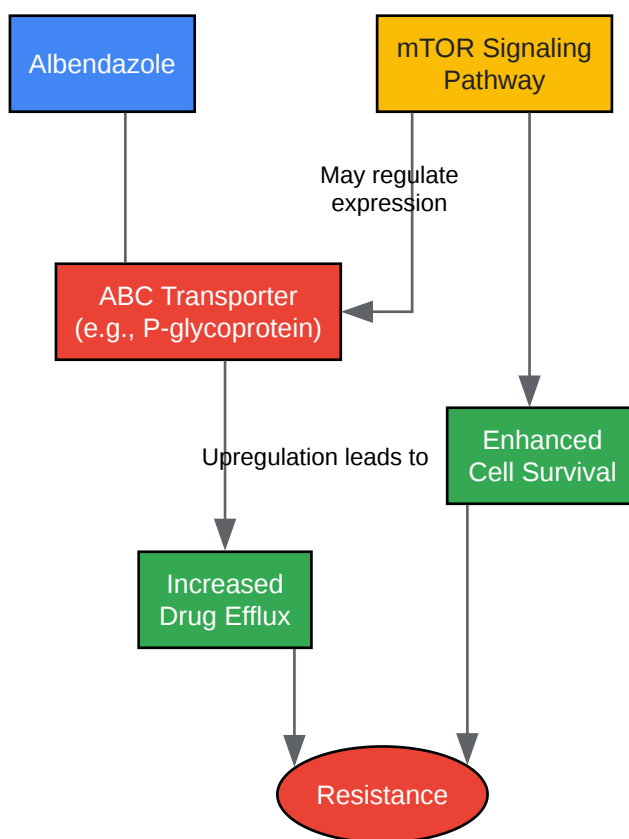 Albendazole
mTOR Signaling
Pathway
May regulate
expression
ABC Transporter
(e.g., P-glycoprotein)
Upregulation leads to
Enhanced
Cell Survival
Increased
Drug Efflux
Resistance